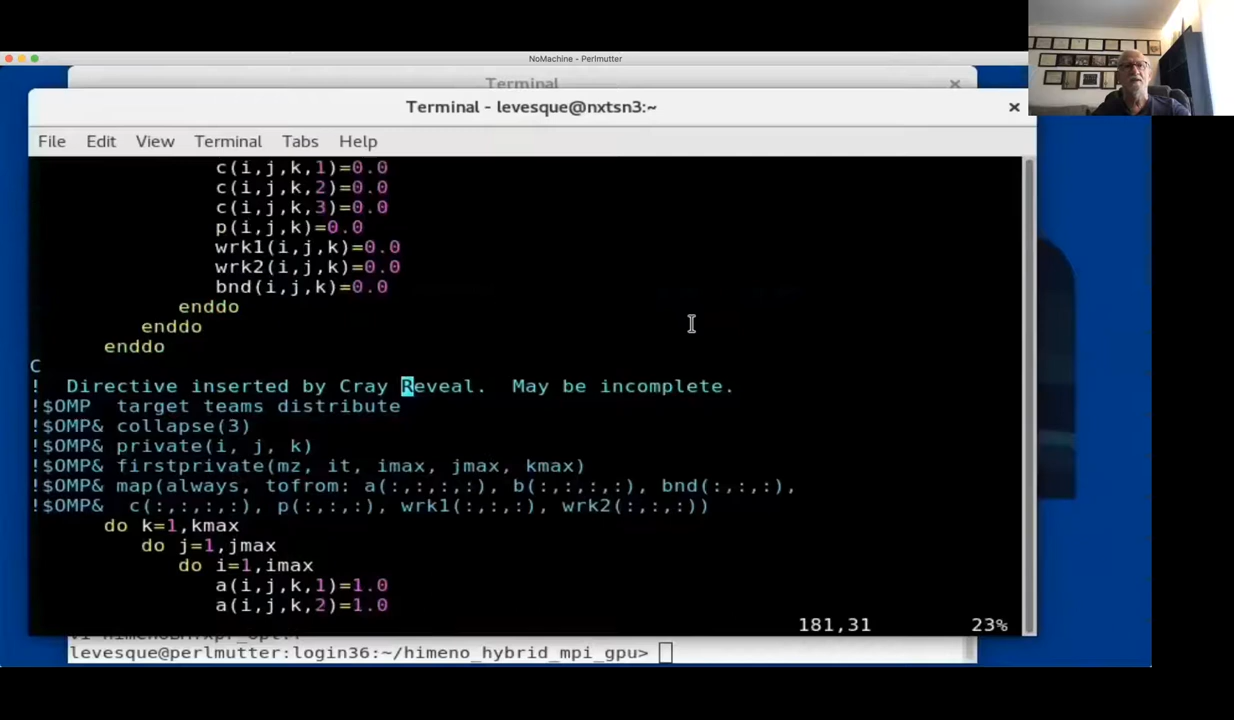 NoMachine - Perlmutter
Terminal
Terminal - levesque@nxtsn3:~
File Edit View Terminal Tabs Help
c(i,j,k,1)=0.0
c(i,j,k,2)=0.0
c(i,j,k,3)=0.0
p(i,j,k)=0.0
wrk1(i,j,k)=0.0
wrk2(i,j,k)=0.0
bnd(i,j,k)=0.0
enddo
enddo
enddo
C
! Directive inserted by Cray Reveal. May be incomplete.
!$OMP target teams distribute
!$OMP& collapse(3)
!$OMP& private(i, j, k)
!$OMP& firstprivate(mz, it, imax, jmax, kmax)
!$OMP& map(always, tofrom: a(:,:,:,:), b(:,:,:,:), bnd(:,:,:),
!$OMP& c(:,:,:,:), p(:,:,:), wrk1(:,:,:), wrk2(:,:,:))
do k=1,kmax
do j=1,jmax
do i=1,imax
a(i,j,k,1)=1.0
a(i,j,k,2)=1.0
181,31 23%
levesque@perlmutter:login36:~/himeno_hybrid_mpi_gpu>